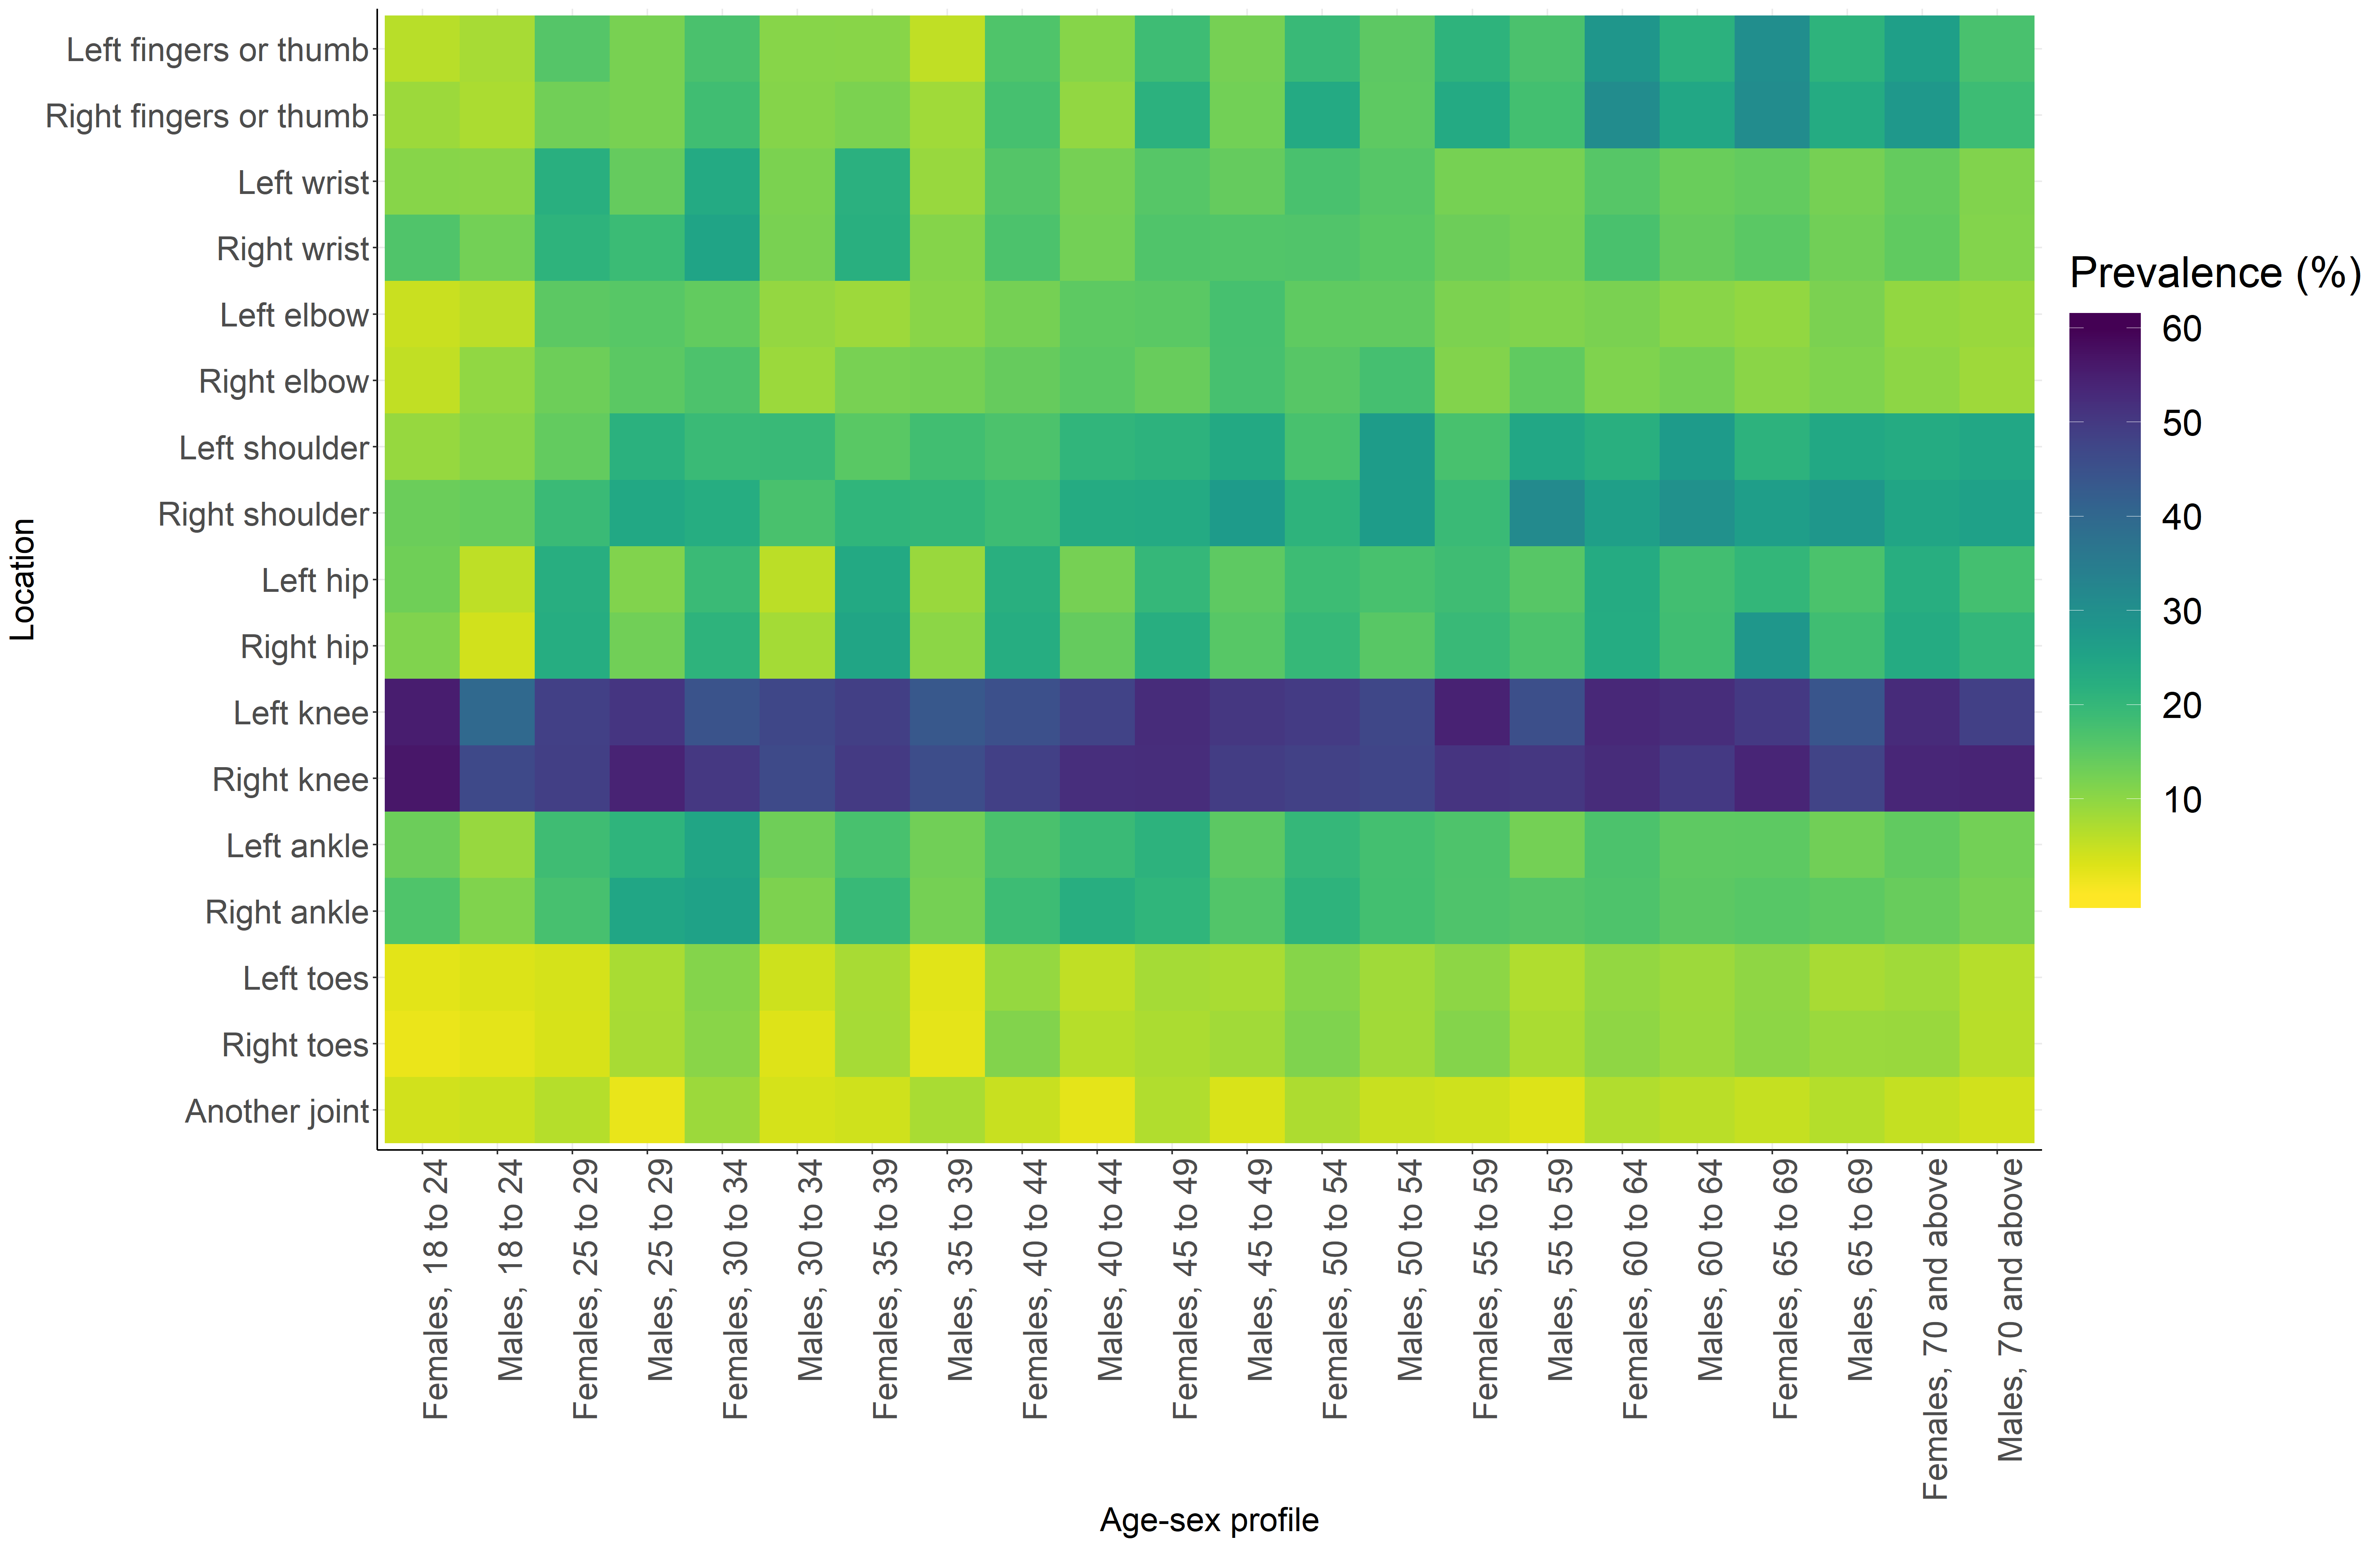 Left fingers or thumb
Right fingers or thumb
Left wrist
Right wrist
Left elbow
Right elbow
Left shoulder
Right shoulder
Left hip
Right hip
Left knee
Right knee
Left ankle
Right ankle
Left toes
Right toes
Another joint
Location
Females, 18 to 24
Males, 18 to 24
Females, 25 to 29
Males, 25 to 29
Females, 30 to 34
Males, 30 to 34
Females, 35 to 39
Males, 35 to 39
Females, 40 to 44
Males, 40 to 44
Females, 45 to 49
Males, 45 to 49
Females, 50 to 54
Males, 50 to 54
Females, 55 to 59
Males, 55 to 59
Females, 60 to 64
Males, 60 to 64
Females, 65 to 69
Males, 65 to 69
Females, 70 and above
Males, 70 and above
Age-sex profile
Prevalence (%)
60
50
40
30
20
10